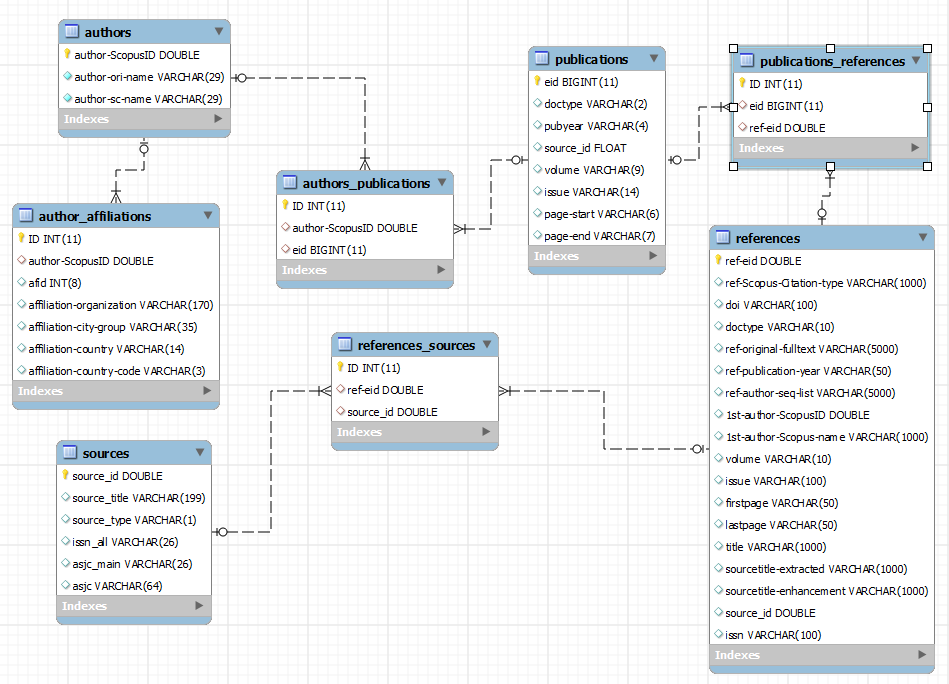 authors
author-ScopusID DOUBLE
author-ori-name VARCHAR(29)
author-sc-name VARCHAR(29)
Indexes
publications
eid BIGINT(11)
doctype VARCHAR(2)
pubyear VARCHAR(4)
source_id FLOAT
volume VARCHAR(9)
issue VARCHAR(14)
page-start VARCHAR(6)
page-end VARCHAR(7)
Indexes
publications_references
ID INT(11)
eid BIGINT(11)
ref-eid DOUBLE
Indexes
authors_publications
ID INT(11)
author-ScopusID DOUBLE
eid BIGINT(11)
Indexes
author_affiliations
ID INT(11)
author-ScopusID DOUBLE
afid INT(8)
affiliation-organization VARCHAR(170)
affiliation-city-group VARCHAR(35)
affiliation-country VARCHAR(14)
affiliation-country-code VARCHAR(3)
Indexes
references
ref-eid DOUBLE
ref-Scopus-Citation-type VARCHAR(1000)
doi VARCHAR(100)
doctype VARCHAR(10)
ref-original-fulltext VARCHAR(5000)
ref-publication-year VARCHAR(50)
ref-author-seq-list VARCHAR(5000)
1st-author-ScopusID DOUBLE
1st-author-Scopus-name VARCHAR(1000)
volume VARCHAR(10)
issue VARCHAR(100)
firstpage VARCHAR(50)
lastpage VARCHAR(50)
title VARCHAR(1000)
sourcetitle-extracted VARCHAR(1000)
sourcetitle-enhancement VARCHAR(1000)
source_id DOUBLE
issn VARCHAR(100)
Indexes
references_sources
ID INT(11)
ref-eid DOUBLE
source_id DOUBLE
Indexes
sources
source_id DOUBLE
source_title VARCHAR(199)
source_type VARCHAR(1)
issn_all VARCHAR(26)
asjc_main VARCHAR(26)
asjc VARCHAR(64)
Indexes